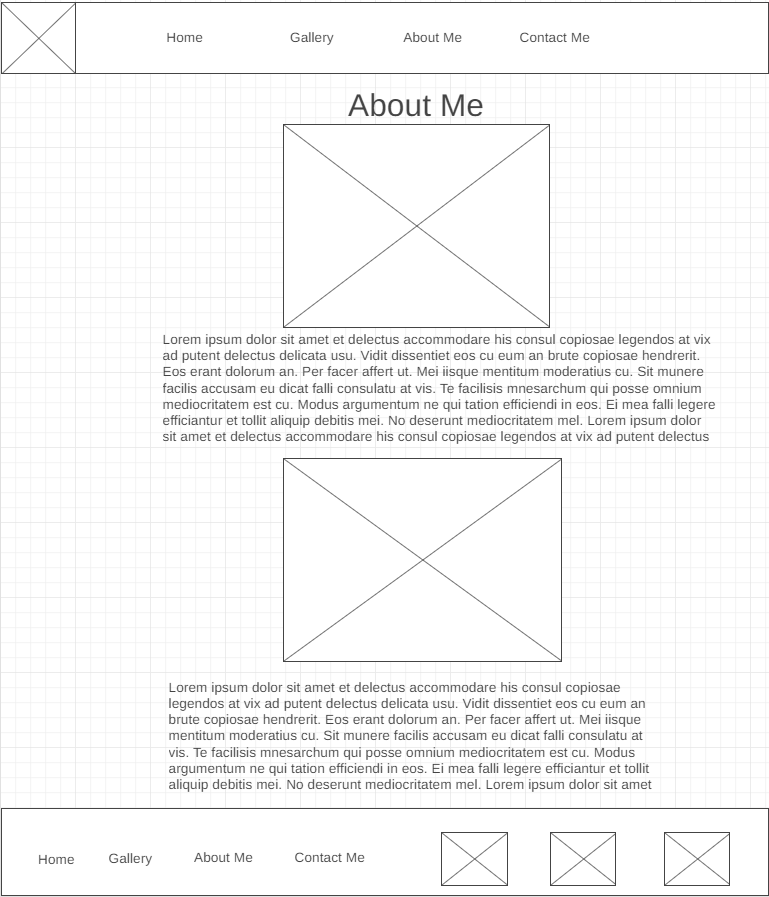 Home Gallery About Me Contact Me
About Me
Lorem ipsum dolor sit amet et delectus accommodare his consul copiosae legendos at vix
ad putent delectus delicata usu. Vidit dissentiet eos cu eum an brute copiosae hendrerit.
Eos erant dolorum an. Per facer affert ut. Mei iisque mentitum moderatius cu. Sit munere
facilis accusam eu dicat falli consulatu at vis. Te facilisis mnesarchum qui posse omnium
mediocritatem est cu. Modus argumentum ne qui tation efficiendi in eos. Ei mea falli legere
efficiantur et tollit aliquip debitis mei. No deserunt mediocritatem mel. Lorem ipsum dolor
sit amet et delectus accommodare his consul copiosae legendos at vix ad putent delectus
Lorem ipsum dolor sit amet et delectus accommodare his consul copiosae
legendos at vix ad putent delectus delicata usu. Vidit dissentiet eos cu eum an
brute copiosae hendrerit. Eos erant dolorum an. Per facer affert ut. Mei iisque
mentitum moderatius cu. Sit munere facilis accusam eu dicat falli consulatu at
vis. Te facilisis mnesarchum qui posse omnium mediocritatem est cu. Modus
argumentum ne qui tation efficiendi in eos. Ei mea falli legere efficiantur et tollit
aliquip debitis mei. No deserunt mediocritatem mel. Lorem ipsum dolor sit amet
Home Gallery About Me Contact Me